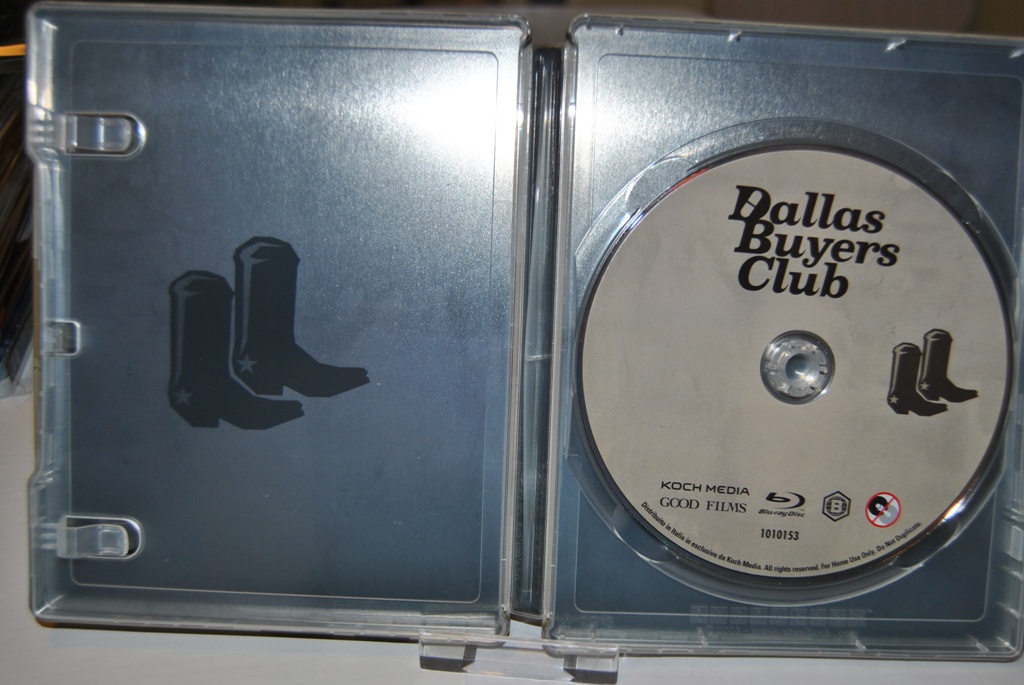 Dallas
Buyers
Club
KOCH MEDIA
GOOD FILMS
Blu-ray Disc
B
1010153
Distribuito in Italia in esclusiva da Koch Media. All rights reserved. For Home Use Only. Do Not Duplicate.